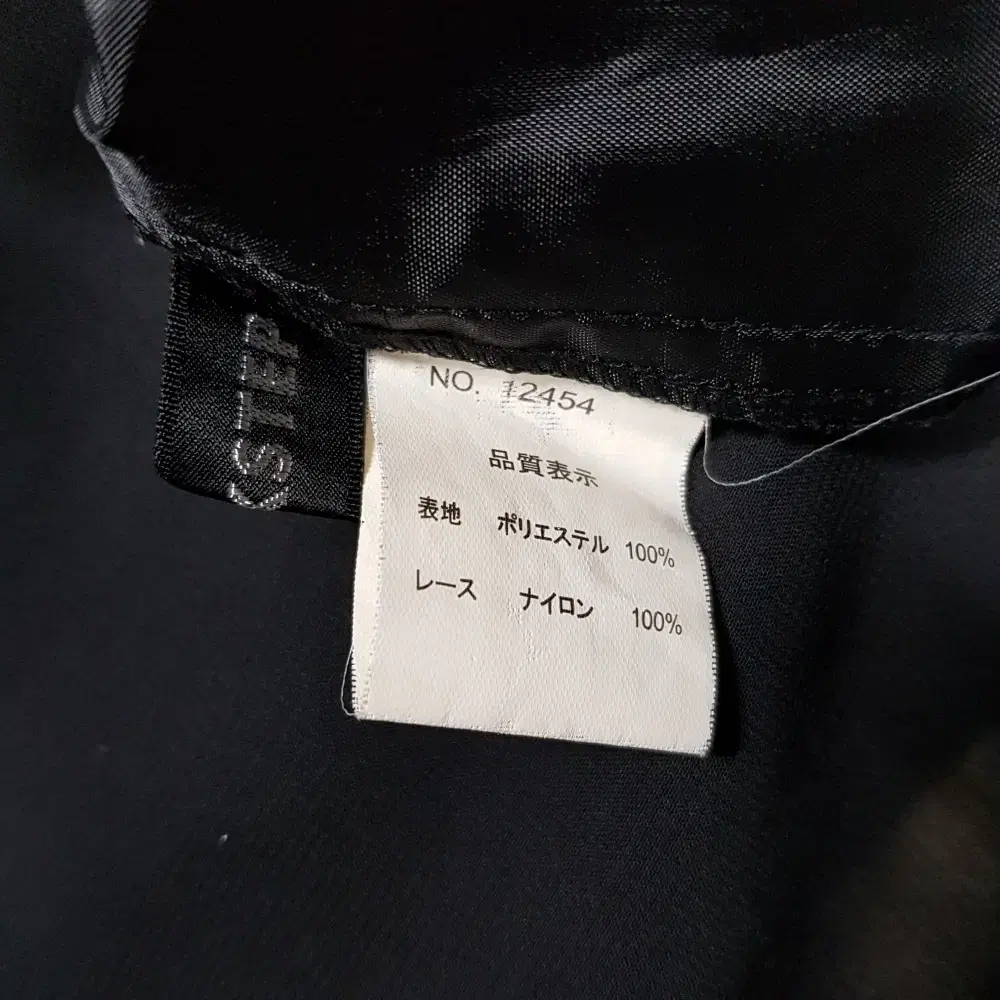 KSTEP
NO. 12454
品質表示
表地 ポリエステル 100%
レース ナイロン 100%